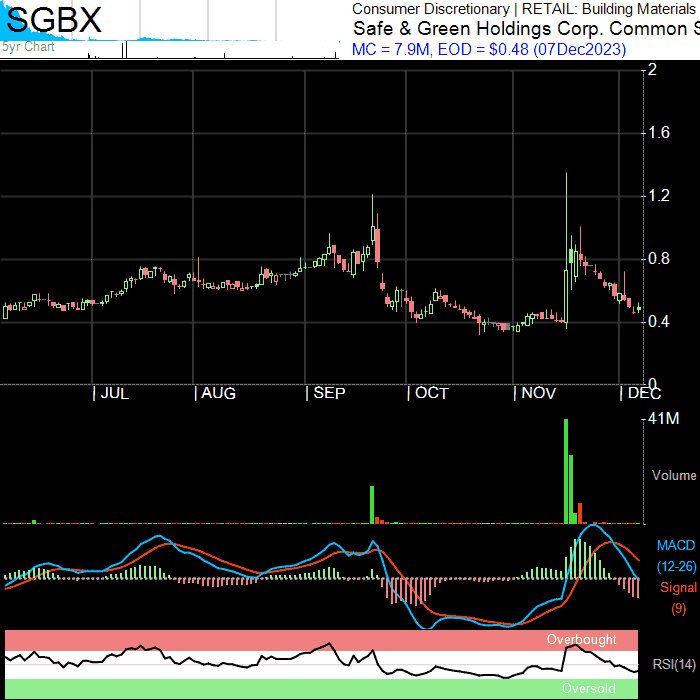 SGBX
Consumer Discretionary | RETAIL: Building Materials
Safe & Green Holdings Corp. Common S
5yr Chart
MC = 7.9M, EOD = $0.48 (07Dec2023)
2
1.6
1.2
0.8
0.4
0
| JUL | AUG | SEP | OCT | NOV | DEC
41M
Volume
MACD
(12-26)
Signal
(9)
Overbought
RSI(14)
Oversold